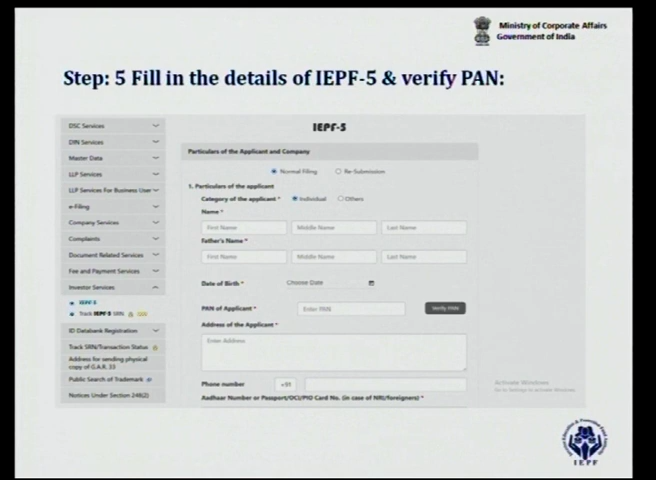 Ministry of Corporate Affairs
Government of India
Step: 5 Fill in the details of IEPF-5 & verify PAN:
DSC Services
DIN Services
Master Data
LLP Services
LLP Services For Business User
e-Filing
Company Services
Complaints
Document Related Services
Fee and Payment Services
Investor Services
IEPF-5
Track IEPF-5 SRN
ID Databank Registration
Track SRN/Transaction Status
Address for sending physical
copy of G.A.R. 33
Public Search of Trademark
Notices Under Section 248(2)
IEPF-5
Particulars of the Applicant and Company
Normal Filing Re-Submission
1. Particulars of the applicant
Category of the applicant * Individual Others
Name *
First Name Middle Name Last Name
Father's Name *
First Name Middle Name Last Name
Date of Birth * Choose Date
PAN of Applicant * Enter PAN Verify PAN
Address of the Applicant *
Enter Address
Phone number +91
Aadhaar Number or Passport/OCI/PIO Card No. (in case of NRI/foreigners) *
Activate Windows
Go to Settings to activate Windows.
IEPF